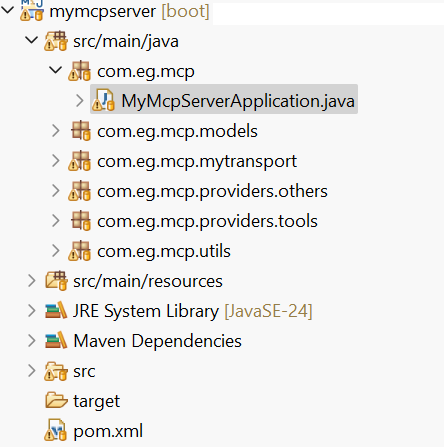 mymcpserver [boot]
src/main/java
com.eg.mcp
MyMcpServerApplication.java
com.eg.mcp.models
com.eg.mcp.mytransport
com.eg.mcp.providers.others
com.eg.mcp.providers.tools
com.eg.mcp.utils
src/main/resources
JRE System Library [JavaSE-24]
Maven Dependencies
src
target
pom.xml